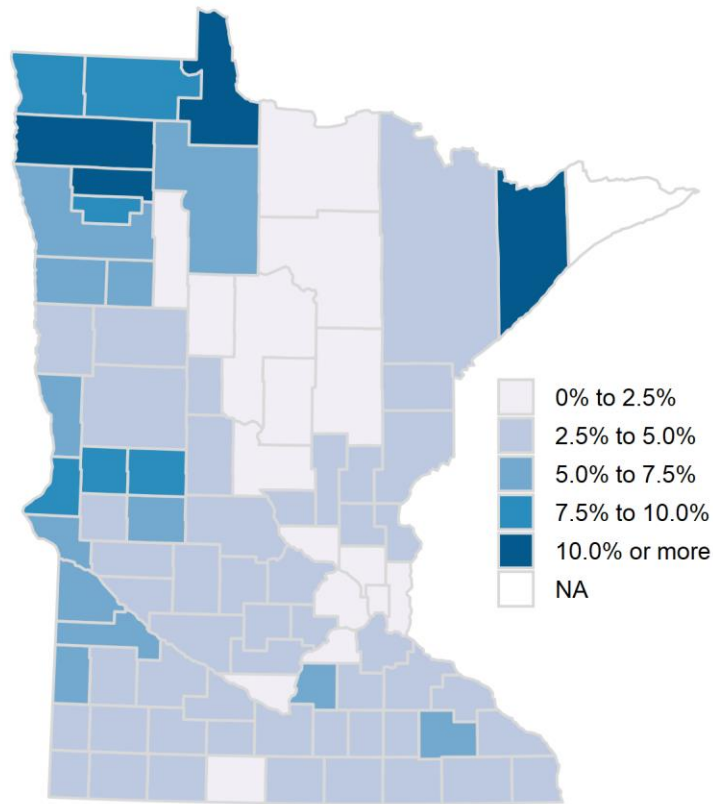 0% to 2.5%
2.5% to 5.0%
5.0% to 7.5%
7.5% to 10.0%
10.0% or more
NA